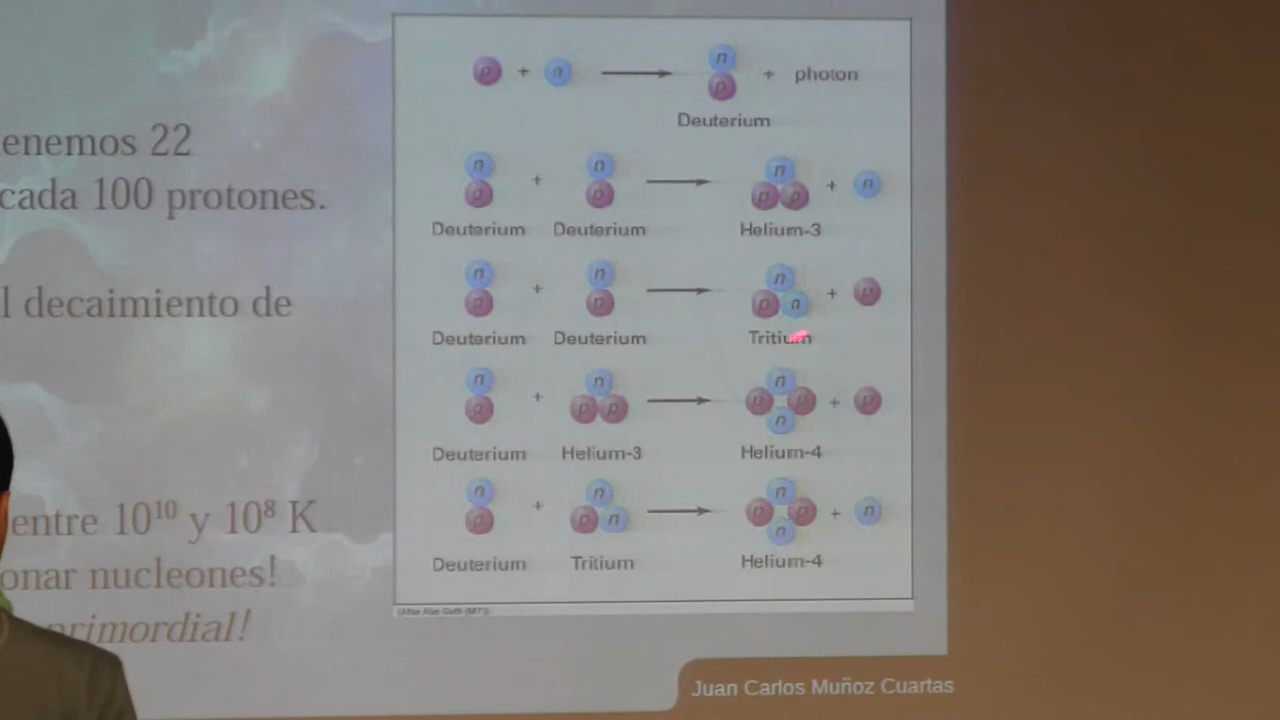 enemos 22
cada 100 protones.
l decaimiento de
entre 10¹⁰ y 10⁸ K
onar nucleones!
primordial!
p + n n p + photon
Deuterium
n p + n p n p p + n
Deuterium Deuterium Helium-3
n p + n p n p n + p
Deuterium Deuterium Tritium
n p + n p p n p p n + p
Deuterium Helium-3 Helium-4
n p + n p n n p p n + n
Deuterium Tritium Helium-4
(After Alan Guth (MIT))
Juan Carlos Muñoz Cuartas